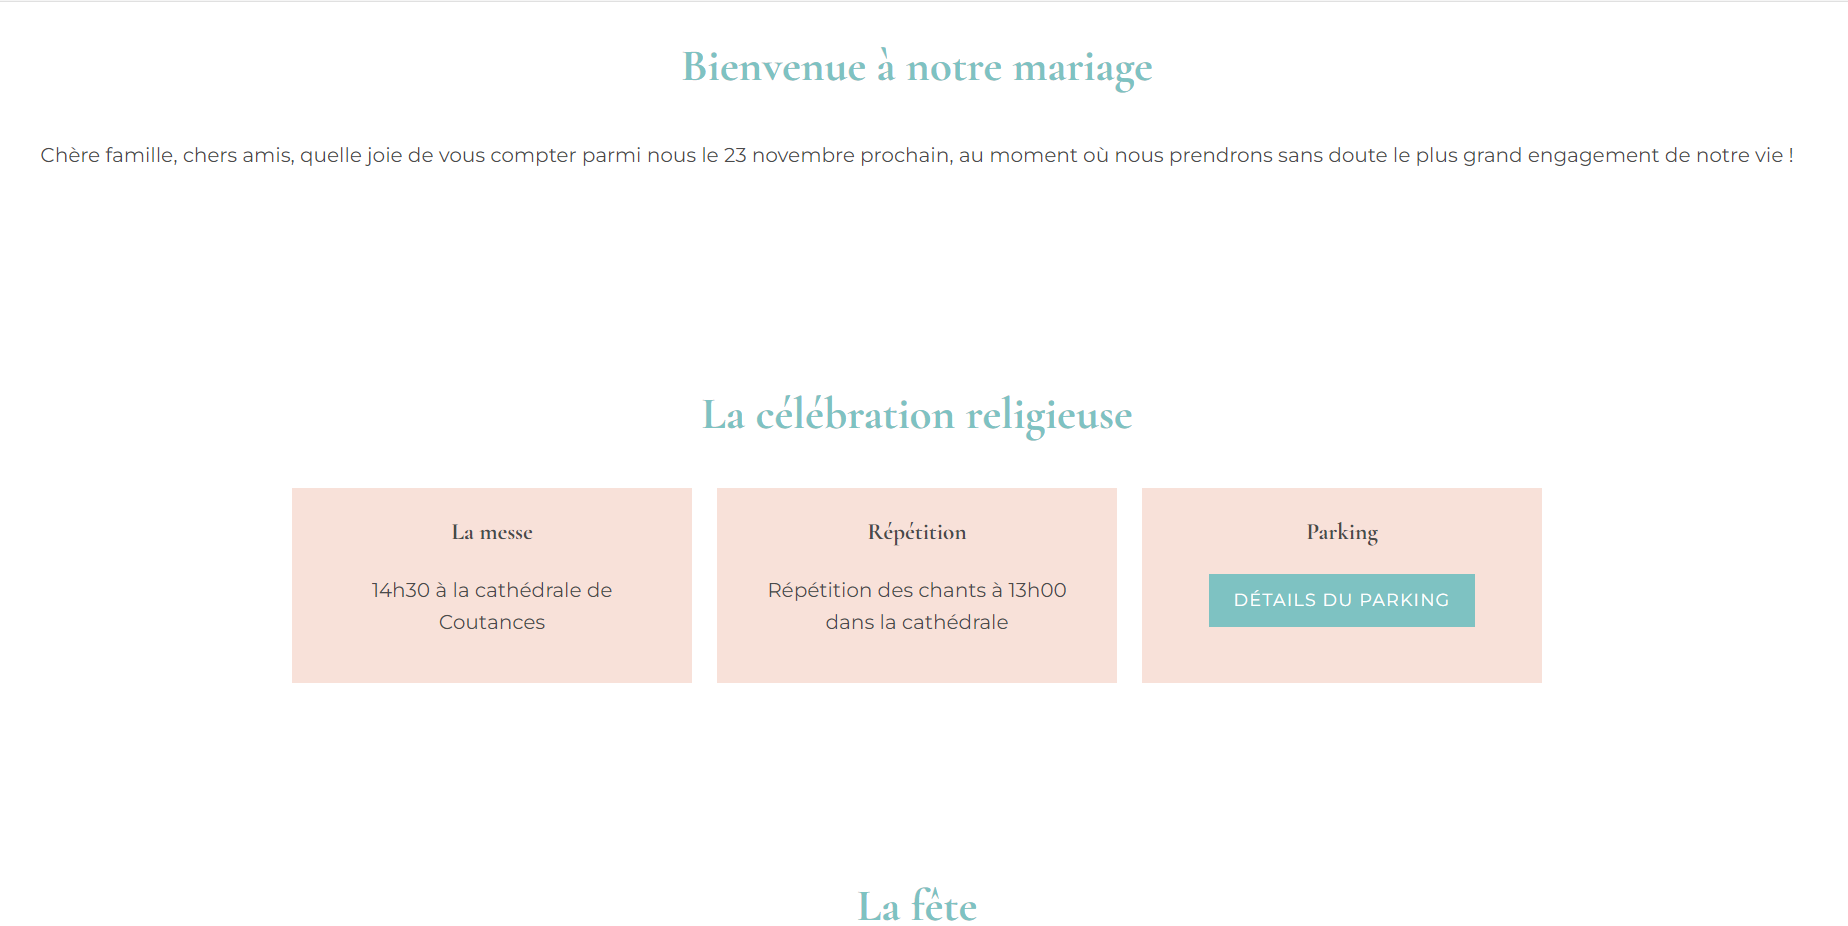 Bienvenue à notre mariage
Chère famille, chers amis, quelle joie de vous compter parmi nous le 23 novembre prochain, au moment où nous prendrons sans doute le plus grand engagement de notre vie !
La célébration religieuse
La messe
14h30 à la cathédrale de
Coutances
Répétition
Répétition des chants à 13h00
dans la cathédrale
Parking
DÉTAILS DU PARKING
La fête